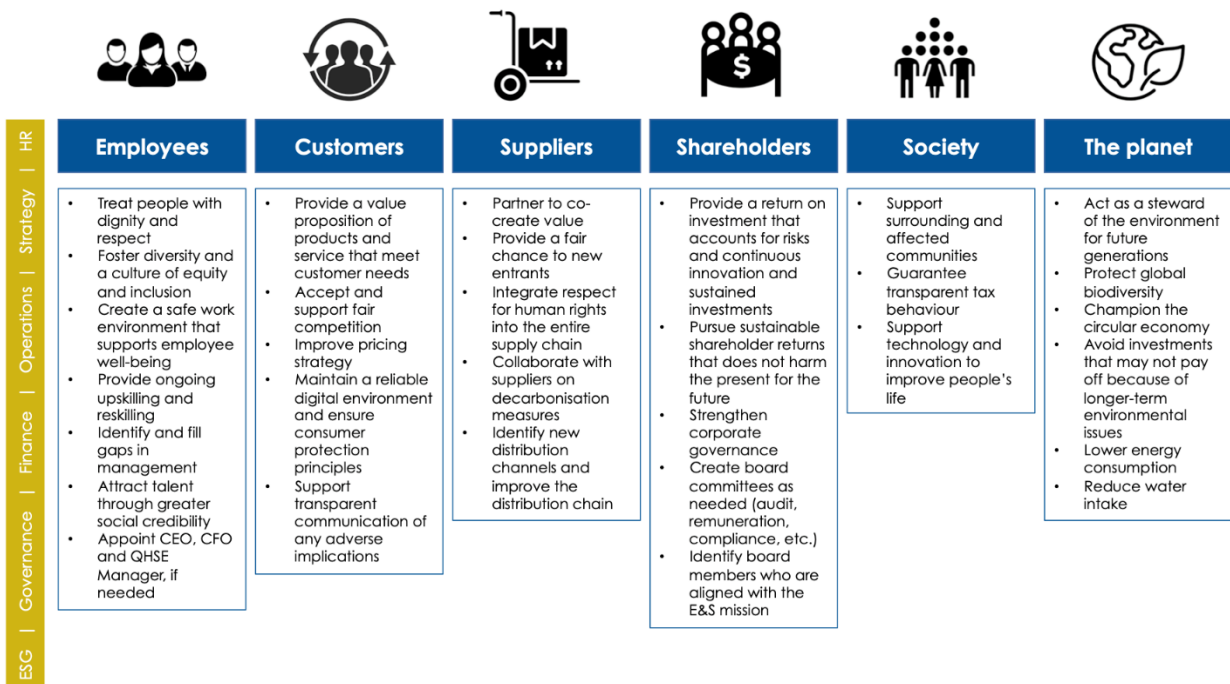 ESG | Governance | Finance | Operations | Strategy | HR
Employees
• Treat people with
dignity and
respect
• Foster diversity and
a culture of equity
and inclusion
• Create a safe work
environment that
supports employee
well-being
• Provide ongoing
upskilling and
reskilling
• Identify and fill
gaps in
management
• Attract talent
through greater
social credibility
• Appoint CEO, CFO
and QHSE
Manager, if
needed
Customers
• Provide a value
proposition of
products and
service that meet
customer needs
• Accept and
support fair
competition
• Improve pricing
strategy
• Maintain a reliable
digital environment
and ensure
consumer
protection
principles
• Support
transparent
communication of
any adverse
implications
Suppliers
• Partner to co-
create value
• Provide a fair
chance to new
entrants
• Integrate respect
for human rights
into the entire
supply chain
• Collaborate with
suppliers on
decarbonisation
measures
• Identify new
distribution
channels and
improve the
distribution chain
Shareholders
• Provide a return on
investment that
accounts for risks
and continuous
innovation and
sustained
investments
• Pursue sustainable
shareholder returns
that does not harm
the present for the
future
• Strengthen
corporate
governance
• Create board
committees as
needed (audit,
remuneration,
compliance, etc.)
• Identify board
members who are
aligned with the
E&S mission
Society
• Support
surrounding and
affected
communities
• Guarantee
transparent tax
behaviour
• Support
technology and
innovation to
improve people's
life
The planet
• Act as a steward
of the environment
for future
generations
• Protect global
biodiversity
• Champion the
circular economy
• Avoid investments
that may not pay
off because of
longer-term
environmental
issues
• Lower energy
consumption
• Reduce water
intake